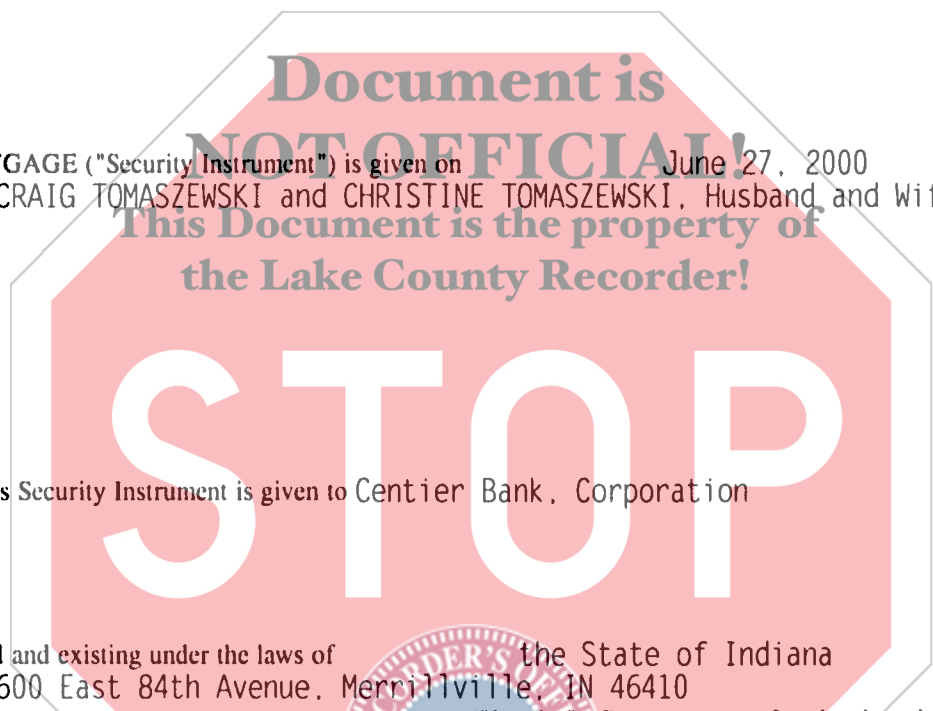 Document is
NOT OFFICIAL!
TGAGE ("Security Instrument") is given on June 27, 2000
CRAIG TOMASZEWSKI and CHRISTINE TOMASZEWSKI, Husband and Wif
This Document is the property of
the Lake County Recorder!
STOP
s Security Instrument is given to Centier Bank, Corporation
and existing under the laws of the State of Indiana
600 East 84th Avenue, Merrillville, IN 46410